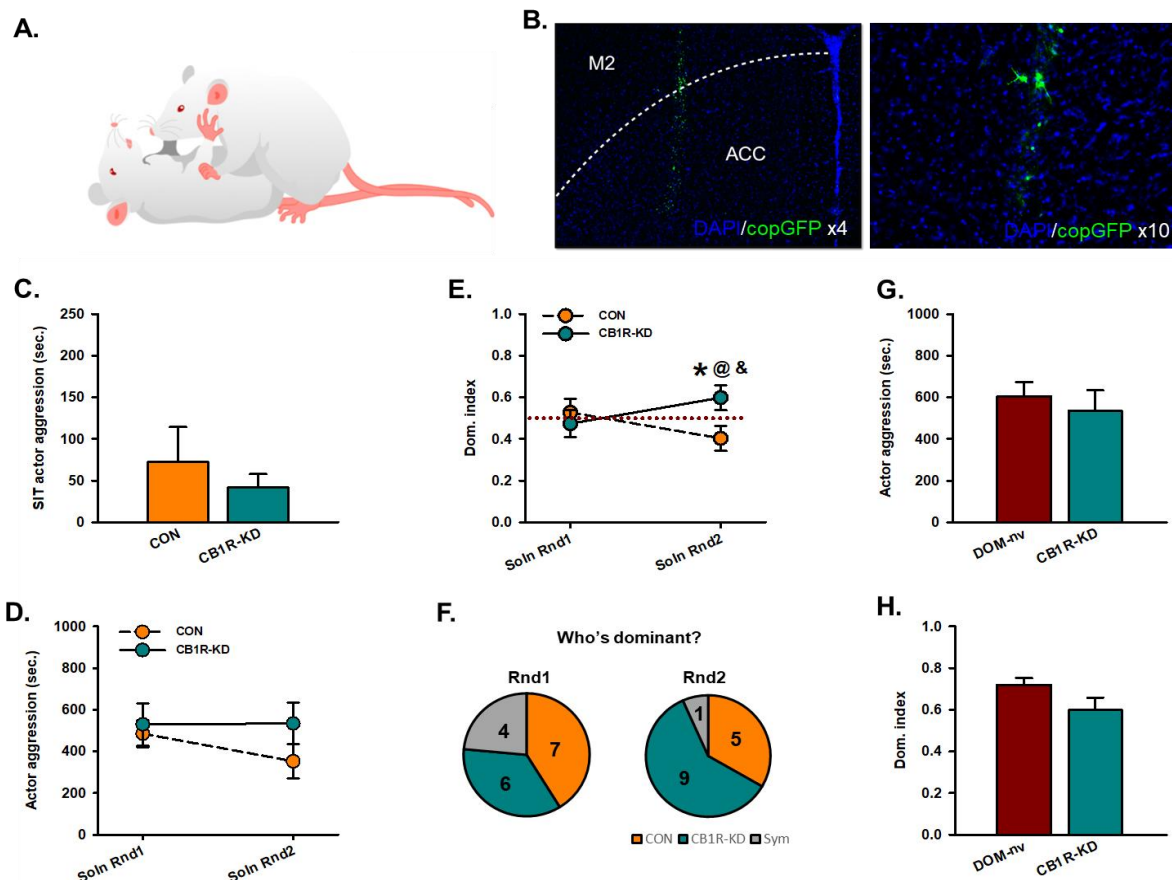 A.
B.
M2
ACC
DAPI/copGFP x4
DAPI/copGFP x10
C.
SIT actor aggression (sec.)
250
200
150
100
50
0
CON
CB1R-KD
D.
CON
CB1R-KD
Actor aggression (sec.)
1000
800
600
400
200
0
Soln Rnd1
Soln Rnd2
E.
CON
CB1R-KD
Dom. index
1.0
0.8
0.6
0.4
0.2
0.0
* @ &
Soln Rnd1
Soln Rnd2
F.
Who's dominant?
Rnd1
Rnd2
4
7
6
1
5
9
CON CB1R-KD Sym
G.
Actor aggression (sec.)
1000
800
600
400
200
0
DOM-nv
CB1R-KD
H.
Dom. index
1.0
0.8
0.6
0.4
0.2
0.0
DOM-nv
CB1R-KD